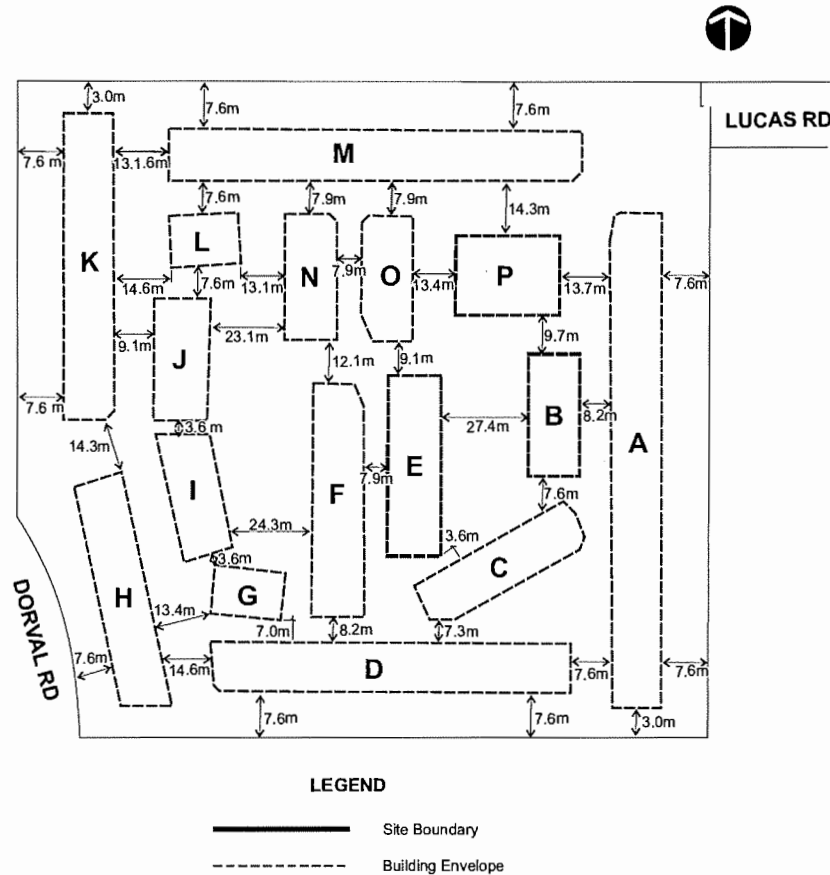 3.0m
7.6m
7.6m
LUCAS RD
7.6 m
13.1.6m
M
7.6m
7.9m
7.9m
14.3m
K
L
N
O
P
A
7.9m
14.6m
7.6m
13.1m
13.4m
13.7m
7.6m
9.1m
23.1m
9.7m
J
12.1m
9.1m
B
7.6 m
3.6 m
27.4m
8.2m
14.3m
I
F
7.9m
E
7.6m
24.3m
3.6m
C
3.6m
H
G
DORVAL RD
13.4m
7.0m
8.2m
7.3m
7.6m
14.6m
D
7.6m
7.6m
7.6m
7.6m
3.0m
LEGEND
Site Boundary
Building Envelope